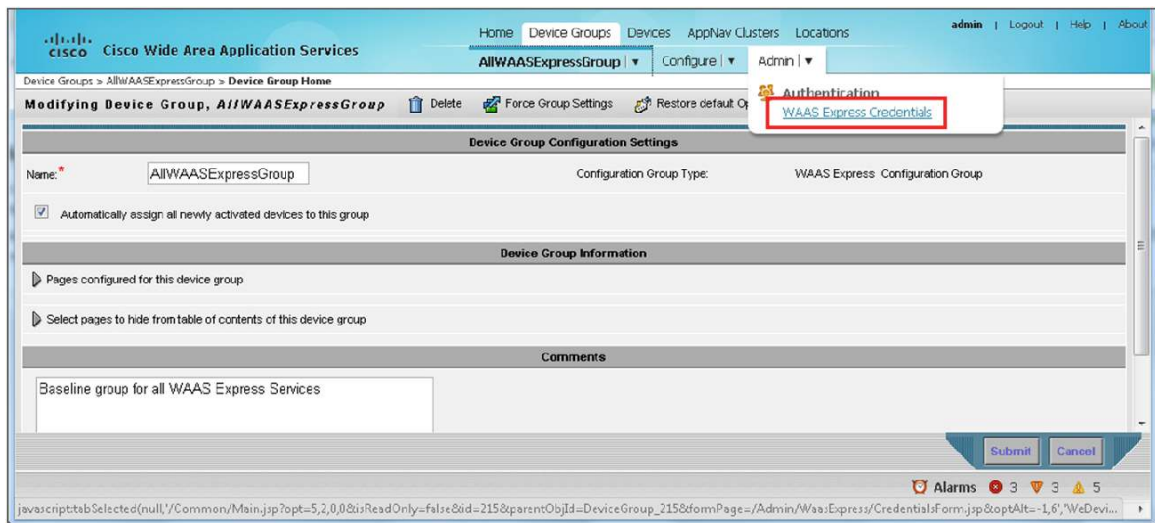 Home Device Groups Devices AppNav Clusters Locations
admin | Logout | Help | About
CISCO Cisco Wide Area Application Services
AllWAASExpressGroup | Configure | Admin |
Device Groups > AllWAASExpressGroup > Device Group Home
Modifying Device Group, AllWAASExpressGroup Delete Force Group Settings Restore default Op
Authentication
WAAS Express Credentials
Device Group Configuration Settings
Name:* AllWAASExpressGroup Configuration Group Type: WAAS Express Configuration Group
Automatically assign all newly activated devices to this group
Device Group Information
Pages configured for this device group
Select pages to hide from table of contents of this device group
Comments
Baseline group for all WAAS Express Services
Submit Cancel
Alarms 3 3 5
javascript:tabSelected(null,'/Common/Main.jsp?opt=5,2,0,0&isReadOnly=false&id=215&parentObjId=DeviceGroup_215&formPage=/Admin/WaasExpress/CredentialsForm.jsp&optAlt=-1,6','WeDevi...